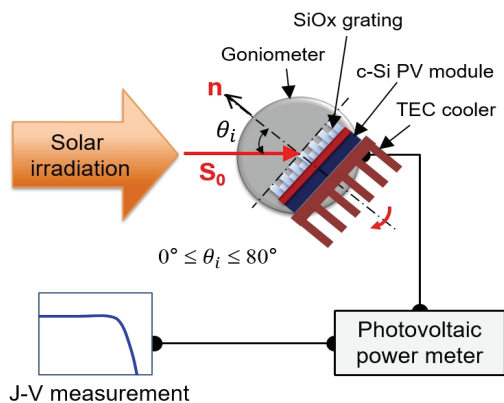 SiOx grating
Goniometer
c-Si PV module
TEC cooler
n
θi
Solar
irradiation
S0
0° ≤ θi ≤ 80°
Photovoltaic
power meter
J-V measurement